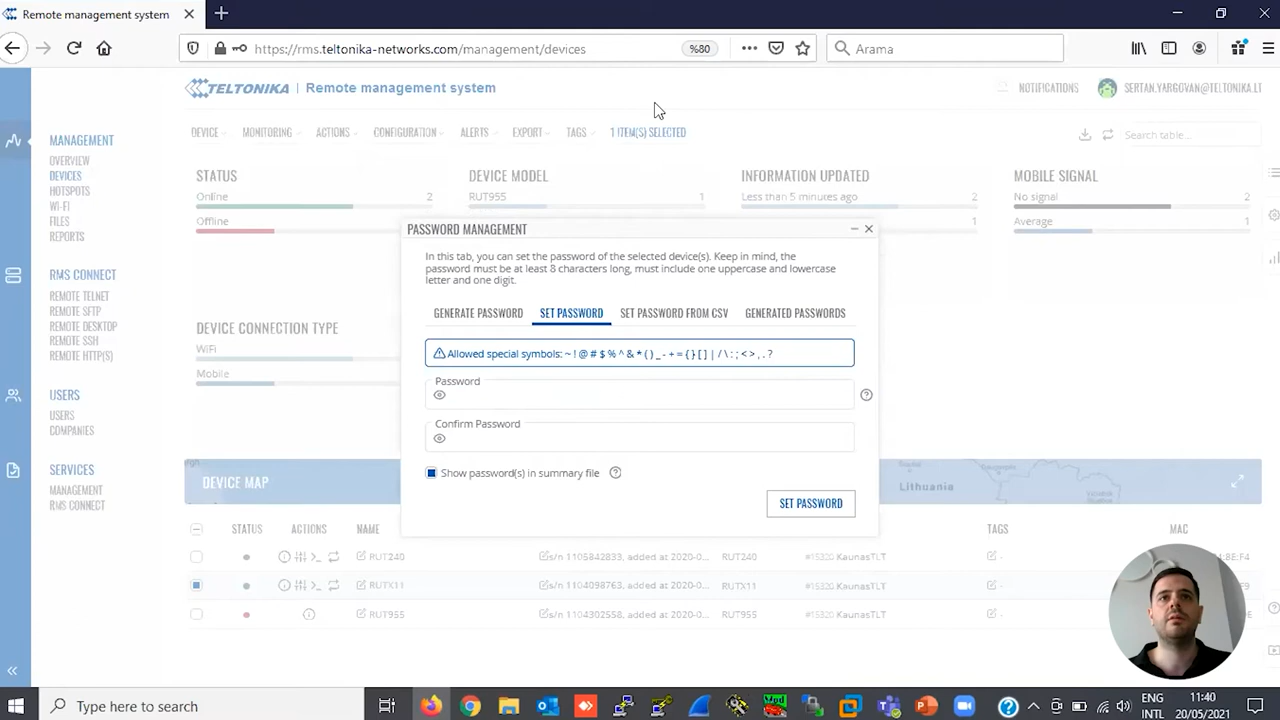 Remote management system
https://rms.teltonika-networks.com/management/devices
%80
Arama
TELTONIKA | Remote management system
NOTIFICATIONS
SERTAN.YARGOVAN@TELTONIKA.LT
DEVICE
MONITORING
ACTIONS
CONFIGURATION
ALERTS
EXPORT
TAGS
1 ITEM(S) SELECTED
Search table...
MANAGEMENT
OVERVIEW
DEVICES
HOTSPOTS
WI-FI
FILES
REPORTS
RMS CONNECT
REMOTE TELNET
REMOTE SFTP
REMOTE DESKTOP
REMOTE SSH
REMOTE HTTP(S)
USERS
USERS
COMPANIES
SERVICES
MANAGEMENT
RMS CONNECT
STATUS
Online 2
Offline
DEVICE MODEL
RUT955 1
INFORMATION UPDATED
Less than 5 minutes ago 2
1
MOBILE SIGNAL
No signal 2
Average 1
DEVICE CONNECTION TYPE
WiFi
Mobile
PASSWORD MANAGEMENT
In this tab, you can set the password of the selected device(s). Keep in mind, the
password must be at least 8 characters long, must include one uppercase and lowercase
letter and one digit.
GENERATE PASSWORD
SET PASSWORD
SET PASSWORD FROM CSV
GENERATED PASSWORDS
Allowed special symbols: ~ ! @ # $ % ^ & * ( ) _ - + = { } [ ] | / \ : ; < > , . ?
Password
Confirm Password
Show password(s) in summary file
SET PASSWORD
DEVICE MAP
Lithuania
STATUS
ACTIONS
NAME
TAGS
MAC
RUT240 s/n 1105842833, added at 2020-0... RUT240 #15320 KaunasTLT -
RUTX11 s/n 1104098763, added at 2020-0... RUTX11 #15320 KaunasTLT -
RUT955 s/n 1104302558, added at 2020-0... RUT955 #15320 KaunasTLT -
Type here to search
ENG
INTL
11:40
20/05/2021